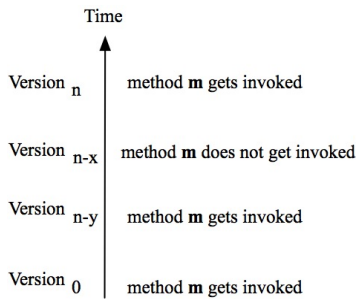 Time
Version n method m gets invoked
Version n-x method m does not get invoked
Version n-y method m gets invoked
Version 0 method m gets invoked